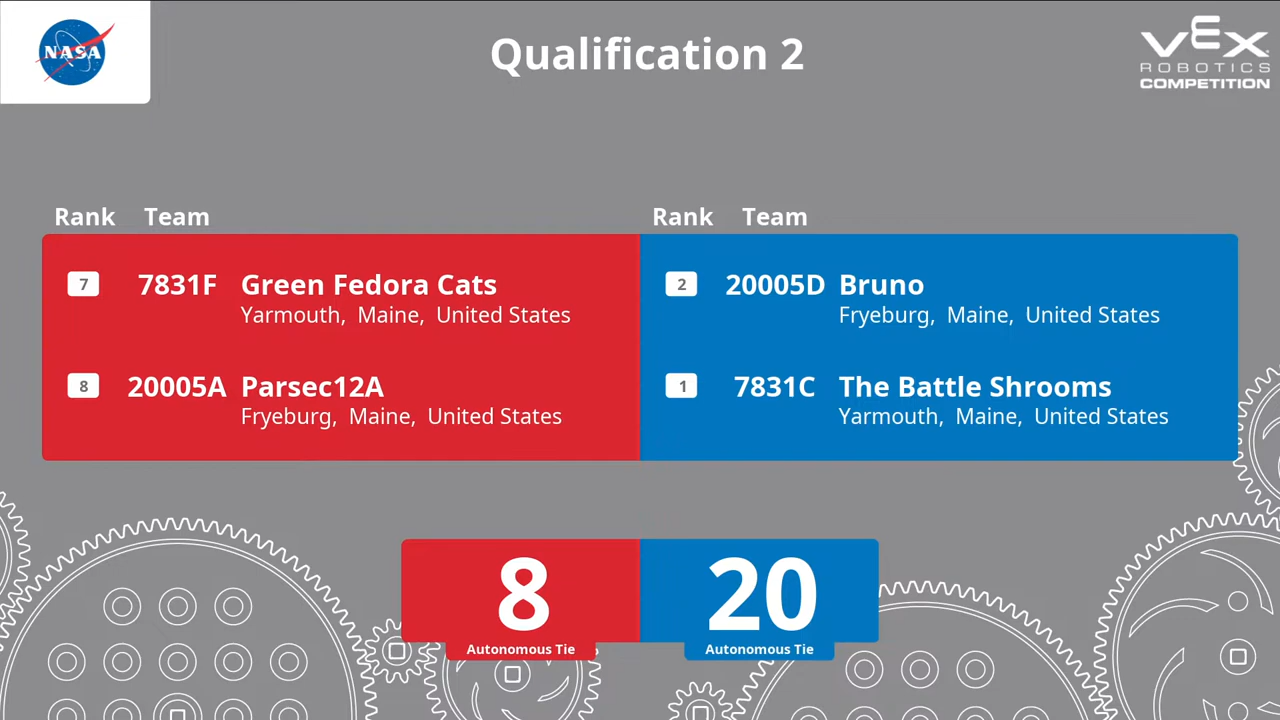 NASA
Qualification 2
VEX
ROBOTICS
COMPETITION
Rank Team
7 7831F Green Fedora Cats
Yarmouth, Maine, United States
8 20005A Parsec12A
Fryeburg, Maine, United States
Rank Team
2 20005D Bruno
Fryeburg, Maine, United States
1 7831C The Battle Shrooms
Yarmouth, Maine, United States
8
Autonomous Tie
20
Autonomous Tie